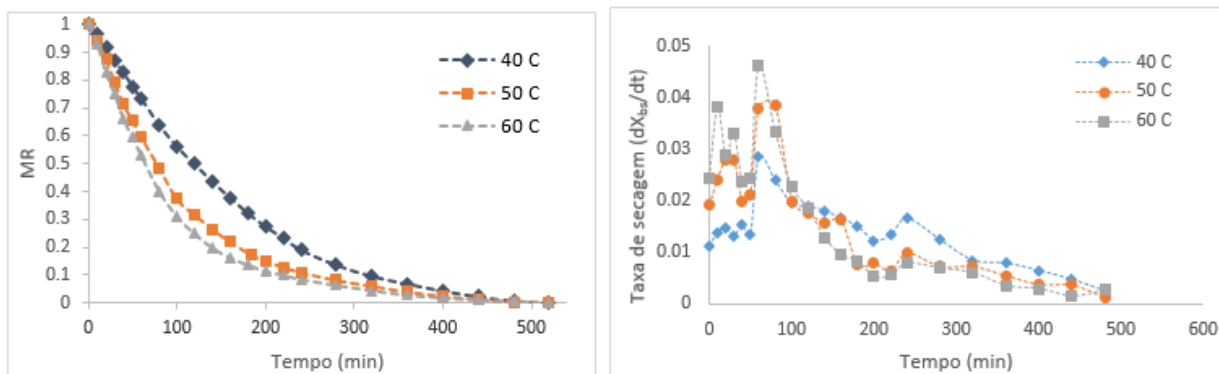 1
0.9
0.8
0.7
0.6
0.5
0.4
0.3
0.2
0.1
0
MR
0 100 200 300 400 500
Tempo (min)
40 C
50 C
60 C
0.05
0.04
0.03
0.02
0.01
0
Taxa de secagem (dXbs/dt)
0 100 200 300 400 500 600
Tempo (min)
40 C
50 C
60 C